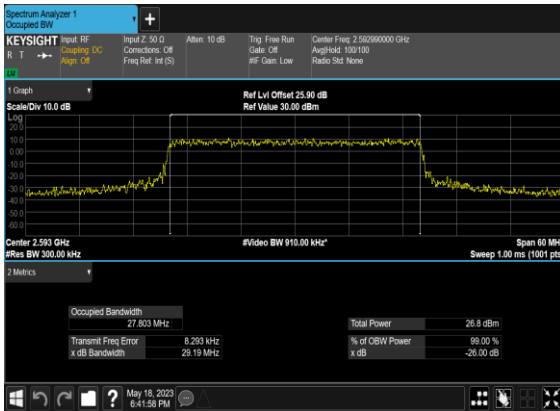 Spectrum Analyzer 1
Occupied BW
+
KEYSIGHT
R T
LM
Input: RF
Coupling: DC
Align: Off
Input Z: 50 Ω
Corrections: Off
Freq Ref: Int (S)
Atten: 10 dB
Trig: Free Run
Gate: Off
#IF Gain: Low
Center Freq: 2.592990000 GHz
Avg|Hold: 100/100
Radio Std: None
1 Graph
Scale/Div 10.0 dB
Ref Lvl Offset 25.90 dB
Ref Value 30.00 dBm
Log
20.0
10.0
0.00
-10.0
-20.0
-30.0
-40.0
-50.0
-60.0
Center 2.593 GHz
#Res BW 300.00 kHz
#Video BW 910.00 kHz*
Span 60 MH
Sweep 1.00 ms (1001 pts
2 Metrics
Occupied Bandwidth
27.803 MHz
Transmit Freq Error 8.293 kHz
x dB Bandwidth 29.19 MHz
Total Power 26.8 dBm
% of OBW Power 99.00 %
x dB -26.00 dB
?
May 18, 2023
6:41:58 PM